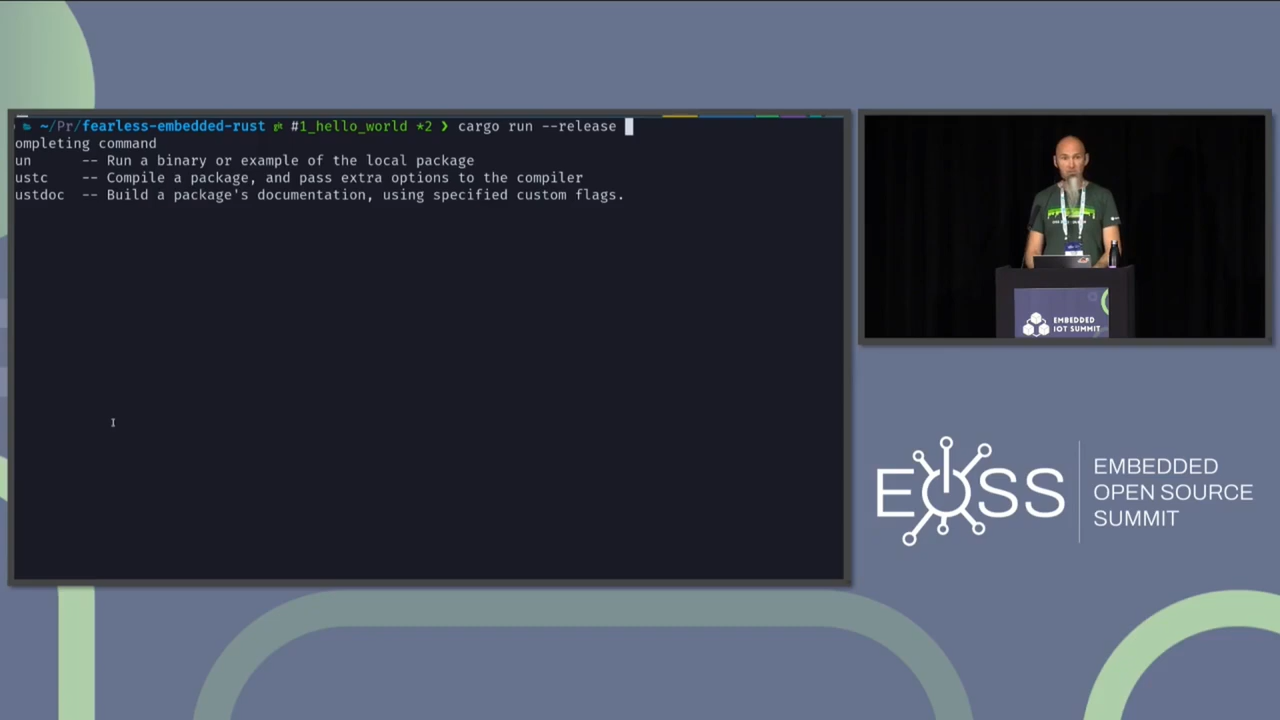 ~/Pr/fearless-embedded-rust #1_hello_world *2 ❯ cargo run --release
ompleting command
un -- Run a binary or example of the local package
ustc -- Compile a package, and pass extra options to the compiler
ustdoc -- Build a package's documentation, using specified custom flags.
EMBEDDED
IOT SUMMIT
EOSS
EMBEDDED
OPEN SOURCE
SUMMIT